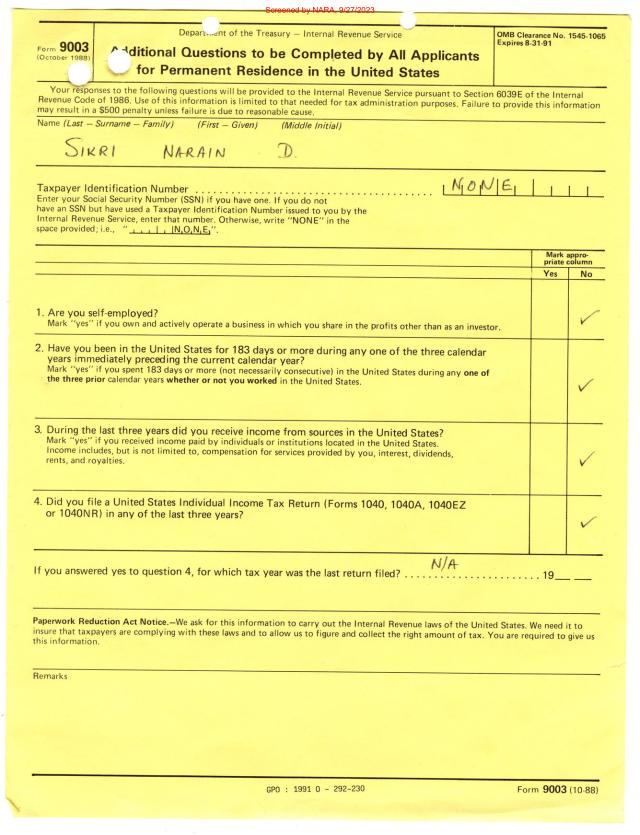 Screened by NARA, 9/27/2023
Department of the Treasury — Internal Revenue Service
Form 9003
(October 1988)
Additional Questions to be Completed by All Applicants
for Permanent Residence in the United States
OMB Clearance No. 1545-1065
Expires 8-31-91
Your responses to the following questions will be provided to the Internal Revenue Service pursuant to Section 6039E of the Internal
Revenue Code of 1986. Use of this information is limited to that needed for tax administration purposes. Failure to provide this information
may result in a $500 penalty unless failure is due to reasonable cause.
Name (Last — Surname — Family) (First — Given) (Middle Initial)
SIKRI NARAIN D.
Taxpayer Identification Number ........................................ NONE
Enter your Social Security Number (SSN) if you have one. If you do not
have an SSN but have used a Taxpayer Identification Number issued to you by the
Internal Revenue Service, enter that number. Otherwise, write "NONE" in the
space provided; i.e., " , , , | , |N,O,N,E, ".
Mark appro-
priate column
Yes No
1. Are you self-employed?
Mark "yes" if you own and actively operate a business in which you share in the profits other than as an investor. ✓
2. Have you been in the United States for 183 days or more during any one of the three calendar
years immediately preceding the current calendar year?
Mark "yes" if you spent 183 days or more (not necessarily consecutive) in the United States during any one of
the three prior calendar years whether or not you worked in the United States. ✓
3. During the last three years did you receive income from sources in the United States?
Mark "yes" if you received income paid by individuals or institutions located in the United States.
Income includes, but is not limited to, compensation for services provided by you, interest, dividends,
rents, and royalties. ✓
4. Did you file a United States Individual Income Tax Return (Forms 1040, 1040A, 1040EZ
or 1040NR) in any of the last three years? ✓
N/A
If you answered yes to question 4, for which tax year was the last return filed? ........................ 19__ __
Paperwork Reduction Act Notice.—We ask for this information to carry out the Internal Revenue laws of the United States. We need it to
insure that taxpayers are complying with these laws and to allow us to figure and collect the right amount of tax. You are required to give us
this information.
Remarks
GPO : 1991 O - 292-230
Form 9003 (10-88)